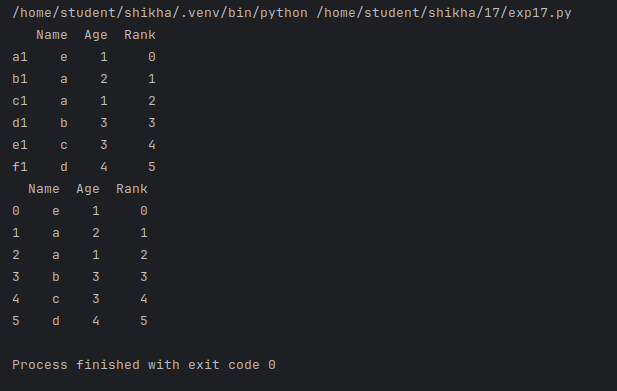 /home/student/shikha/.venv/bin/python /home/student/shikha/17/exp17.py
   Name  Age  Rank
a1    e    1     0
b1    a    2     1
c1    a    1     2
d1    b    3     3
e1    c    3     4
f1    d    4     5
  Name  Age  Rank
0    e    1     0
1    a    2     1
2    a    1     2
3    b    3     3
4    c    3     4
5    d    4     5
Process finished with exit code 0